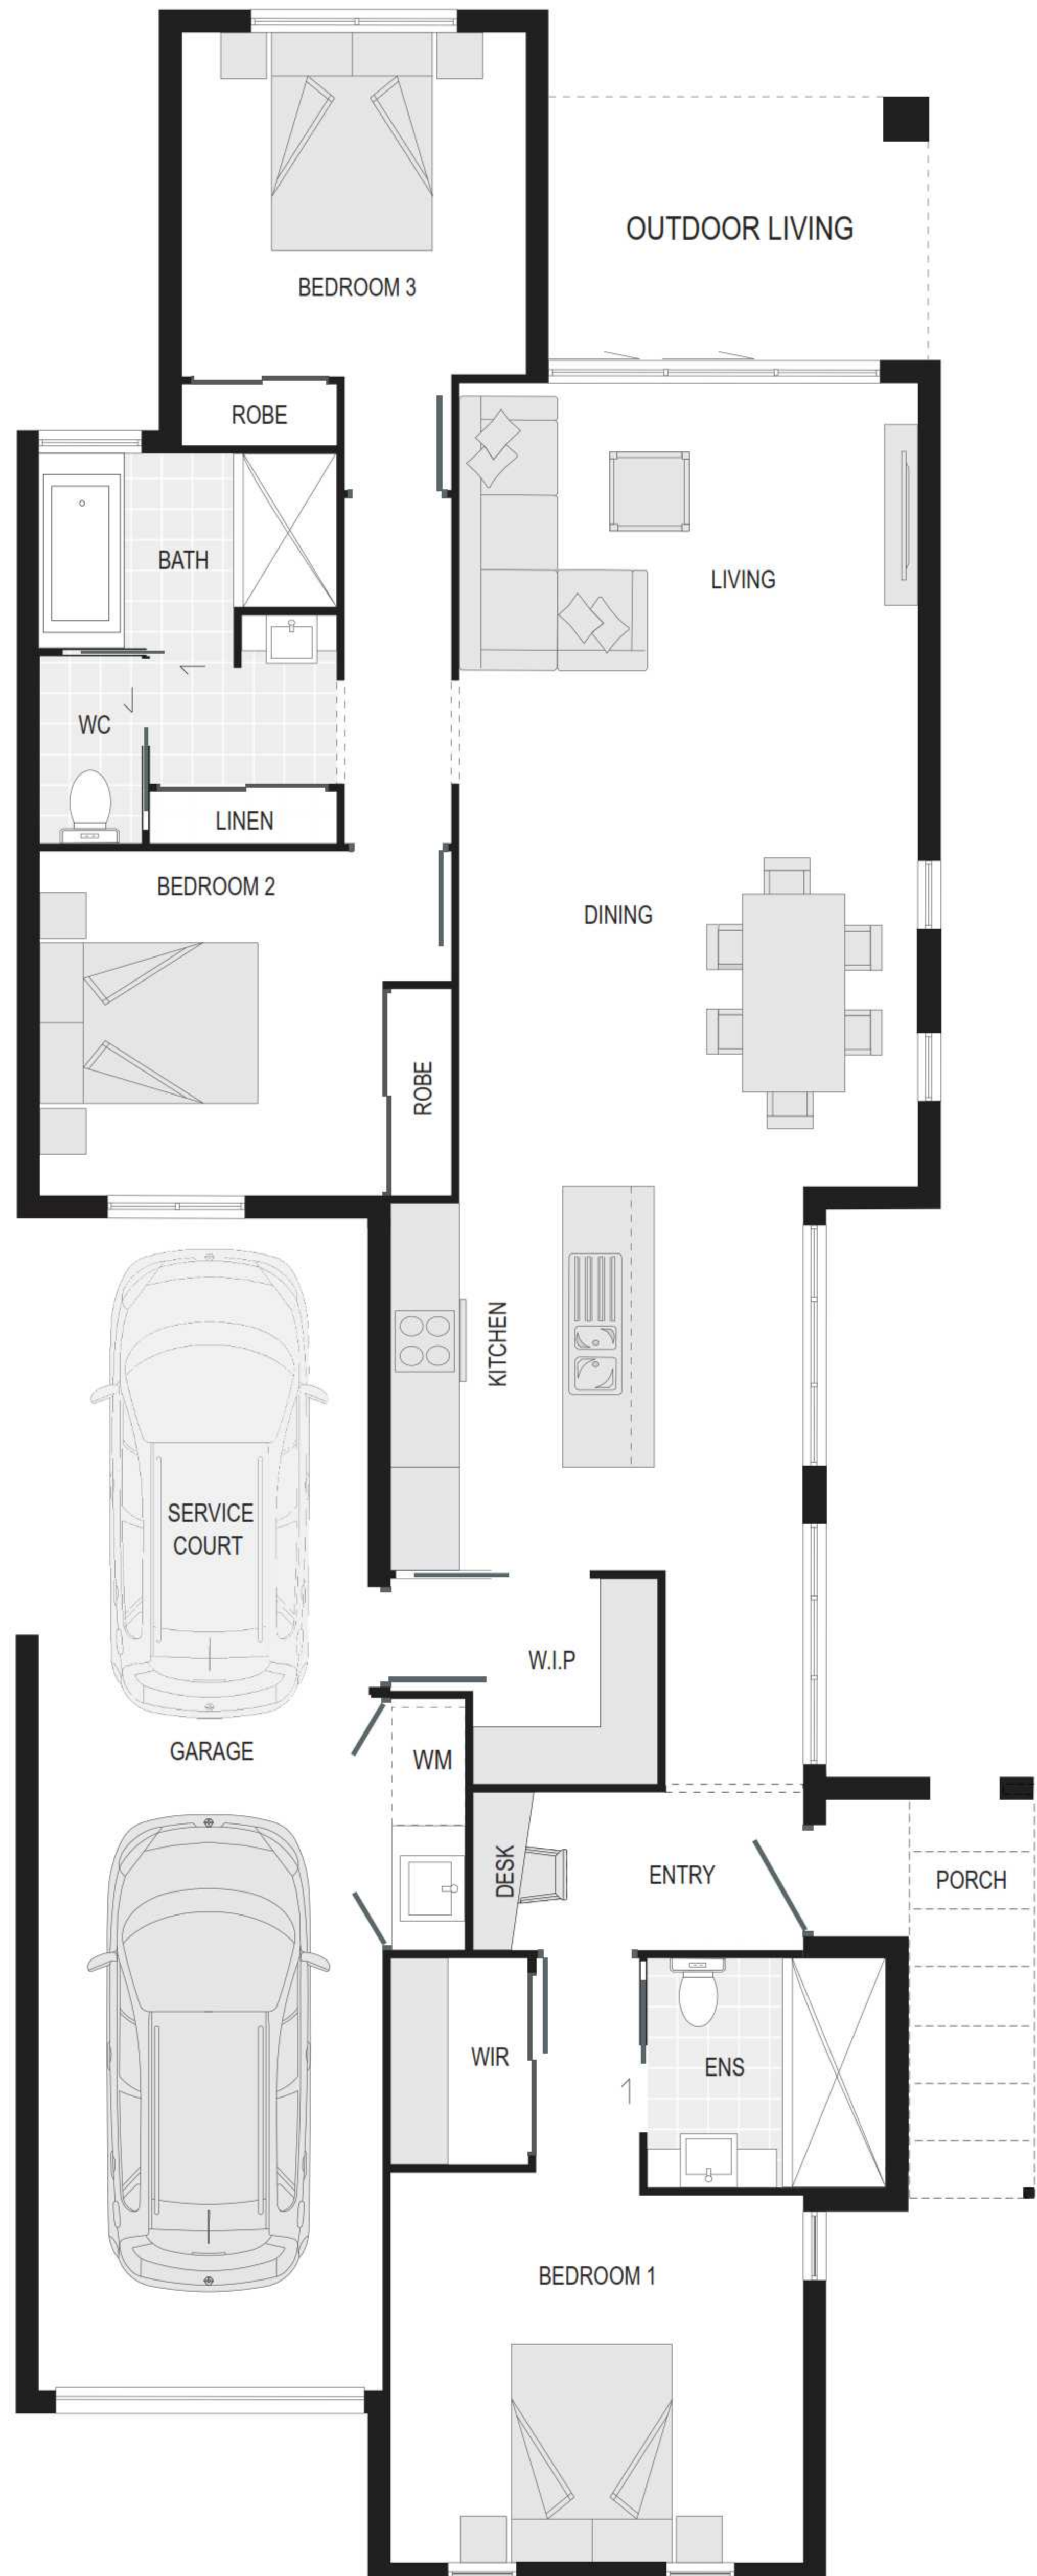 OUTDOOR LIVING
BEDROOM 3
ROBE
BATH
LIVING
WC
LINEN
BEDROOM 2
DINING
ROBE
KITCHEN
SERVICE
COURT
W.I.P
GARAGE
WM
DESK
ENTRY
PORCH
WIR
ENS
BEDROOM 1